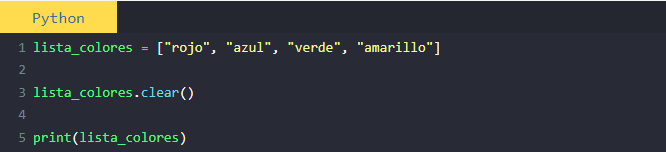 Python
1 lista_colores = ["rojo", "azul", "verde", "amarillo"]
2
3 lista_colores.clear()
4
5 print(lista_colores)